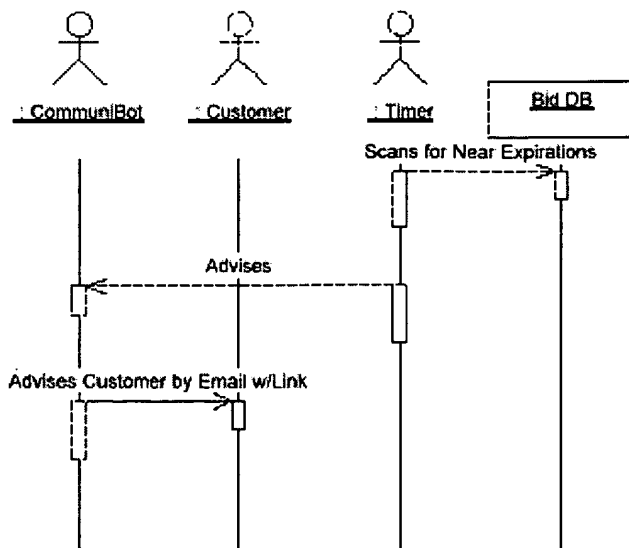 : CommuniBot
: Customer
: Timer
Bid DB
Scans for Near Expirations
Advises
Advises Customer by Email w/Link